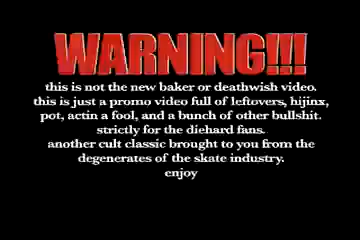 WARNING!!!
this is not the new baker or deathwish video.
this is just a promo video full of leftovers, hijinx,
pot, actin a fool, and a bunch of other bullshit.
strictly for the diehard fans.
another cult classic brought to you from the
degenerates of the skate industry.
enjoy